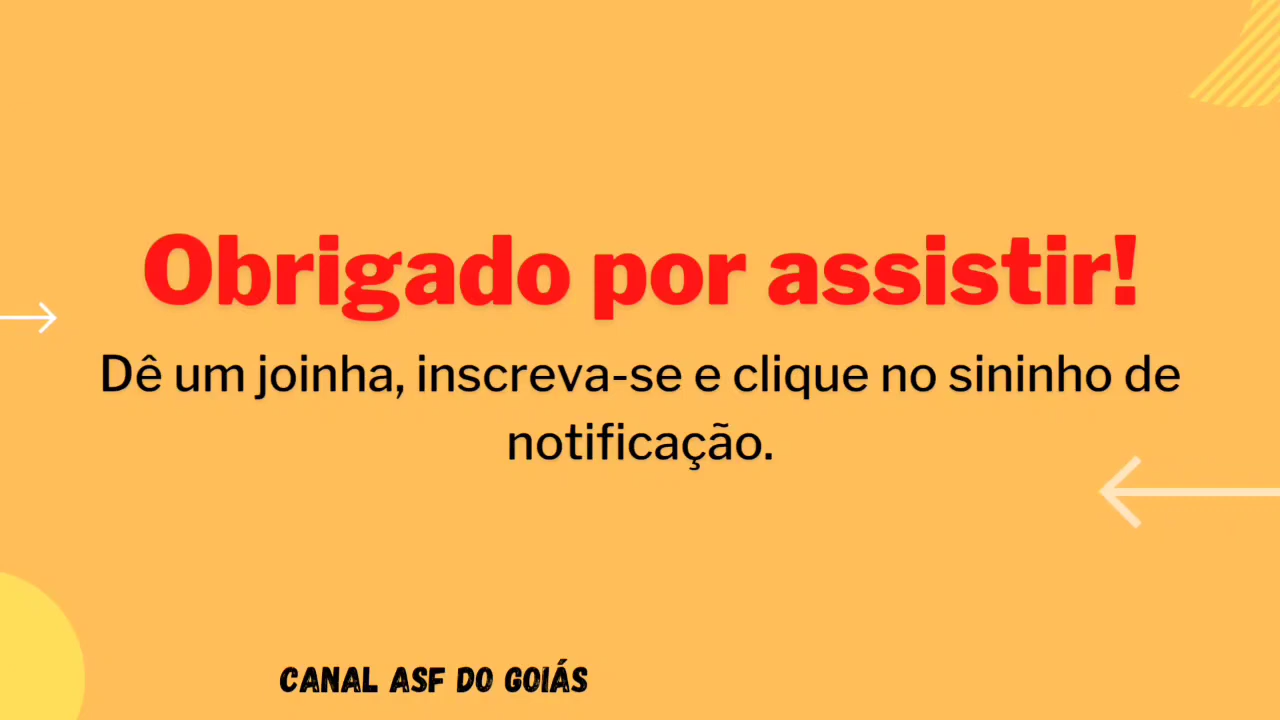 Obrigado por assistir!
Dê um joinha, inscreva-se e clique no sininho de
notificação.
CANAL ASF DO GOIÁS